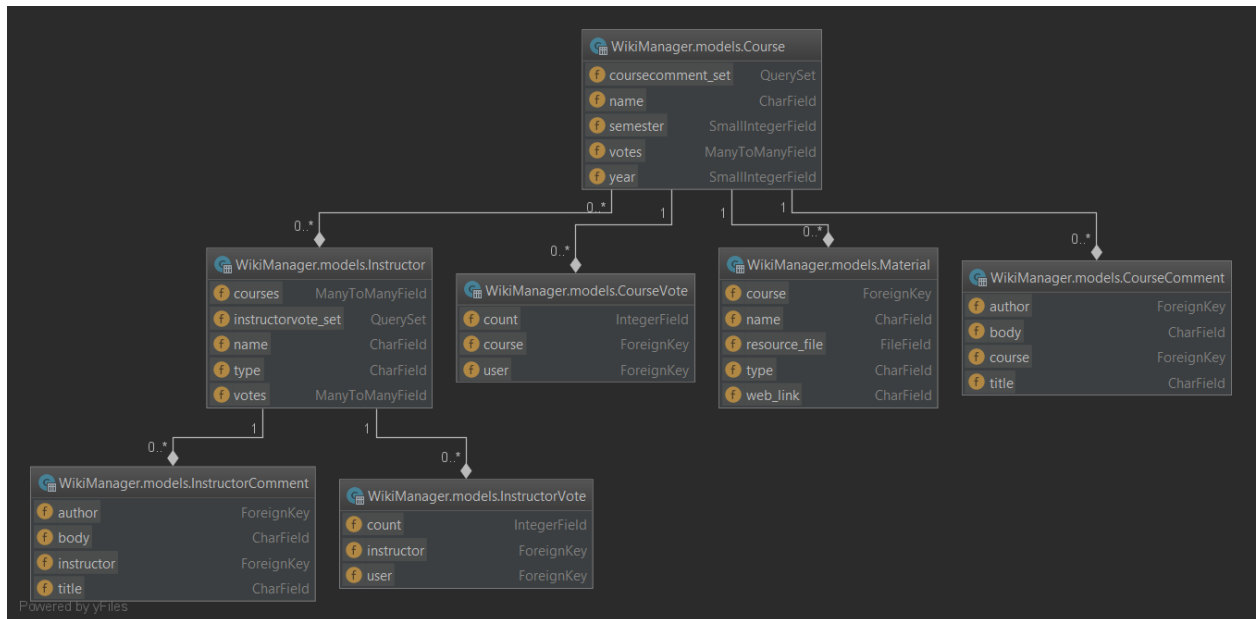 WikiManager.models.Course
coursecomment_set QuerySet
name CharField
semester SmallIntegerField
votes ManyToManyField
year SmallIntegerField
0..* 1 1 1
0..* 0..* 0..* 0..*
WikiManager.models.Instructor
courses ManyToManyField
instructorvote_set QuerySet
name CharField
type CharField
votes ManyToManyField
WikiManager.models.CourseVote
count IntegerField
course ForeignKey
user ForeignKey
WikiManager.models.Material
course ForeignKey
name CharField
resource_file FileField
type CharField
web_link CharField
WikiManager.models.CourseComment
author ForeignKey
body CharField
course ForeignKey
title CharField
1 1
0..* 0..*
WikiManager.models.InstructorComment
author ForeignKey
body CharField
instructor ForeignKey
title CharField
WikiManager.models.InstructorVote
count IntegerField
instructor ForeignKey
user ForeignKey
Powered by yFiles